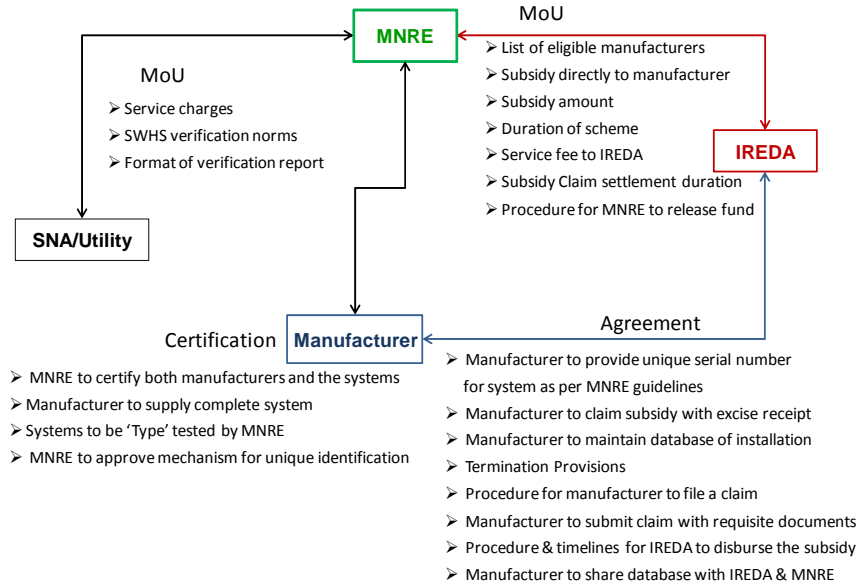 MNRE
MoU
➢ List of eligible manufacturers
➢ Subsidy directly to manufacturer
➢ Subsidy amount
➢ Duration of scheme
➢ Service fee to IREDA
➢ Subsidy Claim settlement duration
➢ Procedure for MNRE to release fund
MoU
➢ Service charges
➢ SWHS verification norms
➢ Format of verification report
IREDA
SNA/Utility
Certification
Manufacturer
Agreement
➢ MNRE to certify both manufacturers and the systems
➢ Manufacturer to supply complete system
➢ Systems to be ‘Type’ tested by MNRE
➢ MNRE to approve mechanism for unique identification
➢ Manufacturer to provide unique serial number
for system as per MNRE guidelines
➢ Manufacturer to claim subsidy with excise receipt
➢ Manufacturer to maintain database of installation
➢ Termination Provisions
➢ Procedure for manufacturer to file a claim
➢ Manufacturer to submit claim with requisite documents
➢ Procedure & timelines for IREDA to disburse the subsidy
➢ Manufacturer to share database with IREDA & MNRE